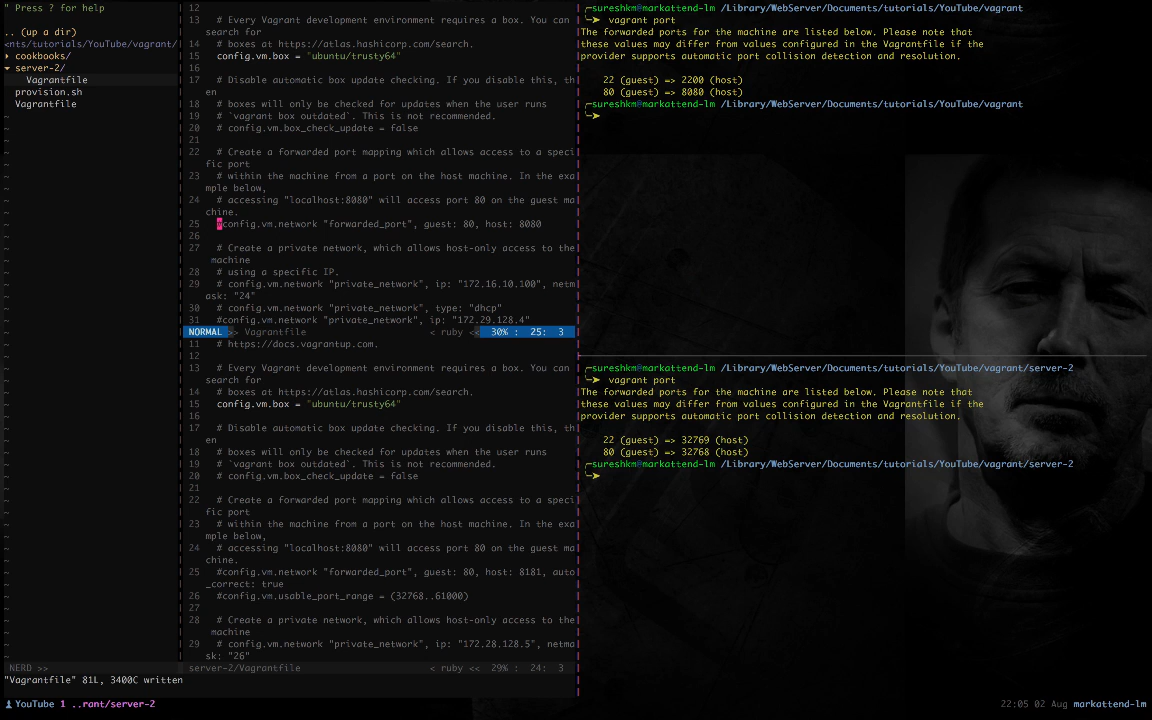 " Press ? for help
.. (up a dir)
<nts/tutorials/YouTube/vagrant/
▸ cookbooks/
▾ server-2/
Vagrantfile
provision.sh
Vagrantfile
NERD >>
12
13 # Every Vagrant development environment requires a box. You can
search for
14 # boxes at https://atlas.hashicorp.com/search.
15 config.vm.box = "ubuntu/trusty64"
16
17 # Disable automatic box update checking. If you disable this, th
en
18 # boxes will only be checked for updates when the user runs
19 # `vagrant box outdated`. This is not recommended.
20 # config.vm.box_check_update = false
21
22 # Create a forwarded port mapping which allows access to a speci
fic port
23 # within the machine from a port on the host machine. In the exa
mple below,
24 # accessing "localhost:8080" will access port 80 on the guest ma
chine.
25 #config.vm.network "forwarded_port", guest: 80, host: 8080
26
27 # Create a private network, which allows host-only access to the
machine
28 # using a specific IP.
29 # config.vm.network "private_network", ip: "172.16.10.100", netm
ask: "24"
30 # config.vm.network "private_network", type: "dhcp"
31 #config.vm.network "private_network", ip: "172.29.128.4"
NORMAL >> Vagrantfile < ruby << 30% : 25: 3
11 # https://docs.vagrantup.com.
12
13 # Every Vagrant development environment requires a box. You can
search for
14 # boxes at https://atlas.hashicorp.com/search.
15 config.vm.box = "ubuntu/trusty64"
16
17 # Disable automatic box update checking. If you disable this, th
en
18 # boxes will only be checked for updates when the user runs
19 # `vagrant box outdated`. This is not recommended.
20 # config.vm.box_check_update = false
21
22 # Create a forwarded port mapping which allows access to a speci
fic port
23 # within the machine from a port on the host machine. In the exa
mple below,
24 # accessing "localhost:8080" will access port 80 on the guest ma
chine.
25 #config.vm.network "forwarded_port", guest: 80, host: 8181, auto
_correct: true
26 #config.vm.usable_port_range = (32768..61000)
27
28 # Create a private network, which allows host-only access to the
machine
29 # config.vm.network "private_network", ip: "172.28.128.5", netma
sk: "26"
server-2/Vagrantfile < ruby << 29% : 24: 3
"Vagrantfile" 81L, 3400C written
sureshkm@markattend-lm /Library/WebServer/Documents/tutorials/YouTube/vagrant
➤ vagrant port
The forwarded ports for the machine are listed below. Please note that
these values may differ from values configured in the Vagrantfile if the
provider supports automatic port collision detection and resolution.
22 (guest) => 2200 (host)
80 (guest) => 8080 (host)
sureshkm@markattend-lm /Library/WebServer/Documents/tutorials/YouTube/vagrant
➤
sureshkm@markattend-lm /Library/WebServer/Documents/tutorials/YouTube/vagrant/server-2
➤ vagrant port
The forwarded ports for the machine are listed below. Please note that
these values may differ from values configured in the Vagrantfile if the
provider supports automatic port collision detection and resolution.
22 (guest) => 32769 (host)
80 (guest) => 32768 (host)
sureshkm@markattend-lm /Library/WebServer/Documents/tutorials/YouTube/vagrant/server-2
➤
YouTube 1 ..rant/server-2 22:05 02 Aug markattend-lm